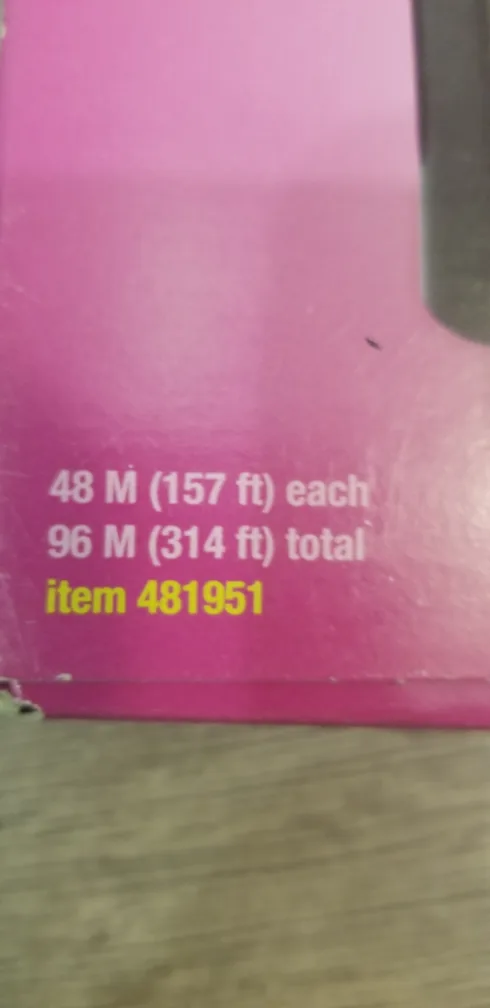 48 M (157 ft) each
96 M (314 ft) total
item 481951